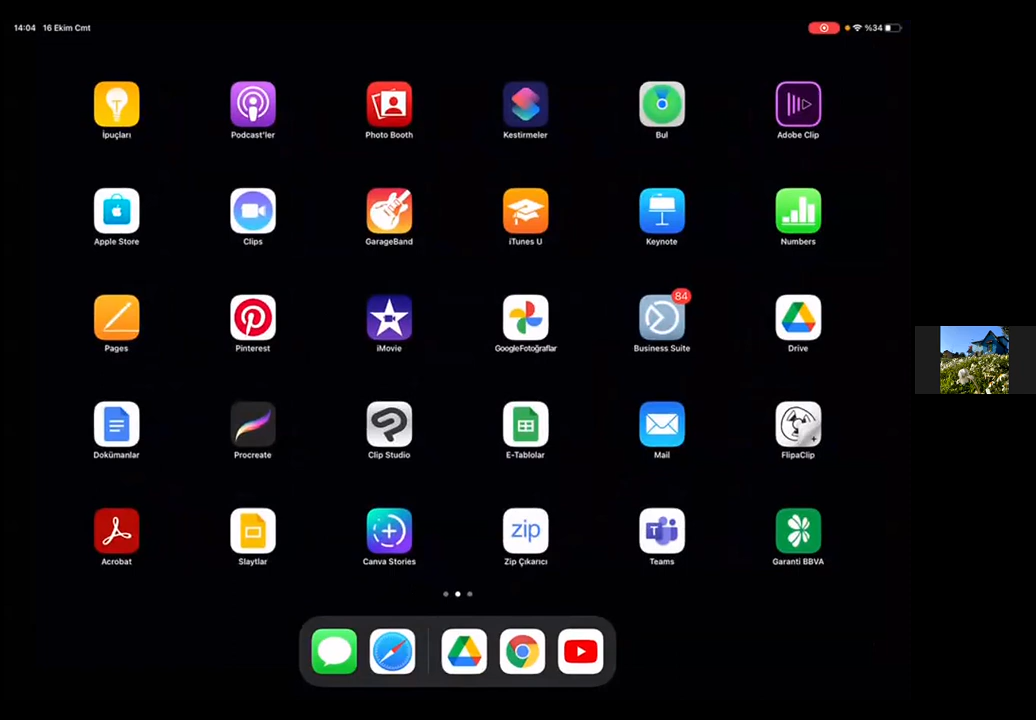 14:04 16 Ekim Cmt %34
İpuçları Podcast'ler Photo Booth Kestirmeler Bul Adobe Clip
Apple Store Clips GarageBand iTunes U Keynote Numbers
84
Pages Pinterest iMovie GoogleFotoğraflar Business Suite Drive
Dokümanlar Procreate Clip Studio E-Tablolar Mail FlipaClip
zip
T
Acrobat Slaytlar Canva Stories Zip Çıkarıcı Teams Garanti BBVA